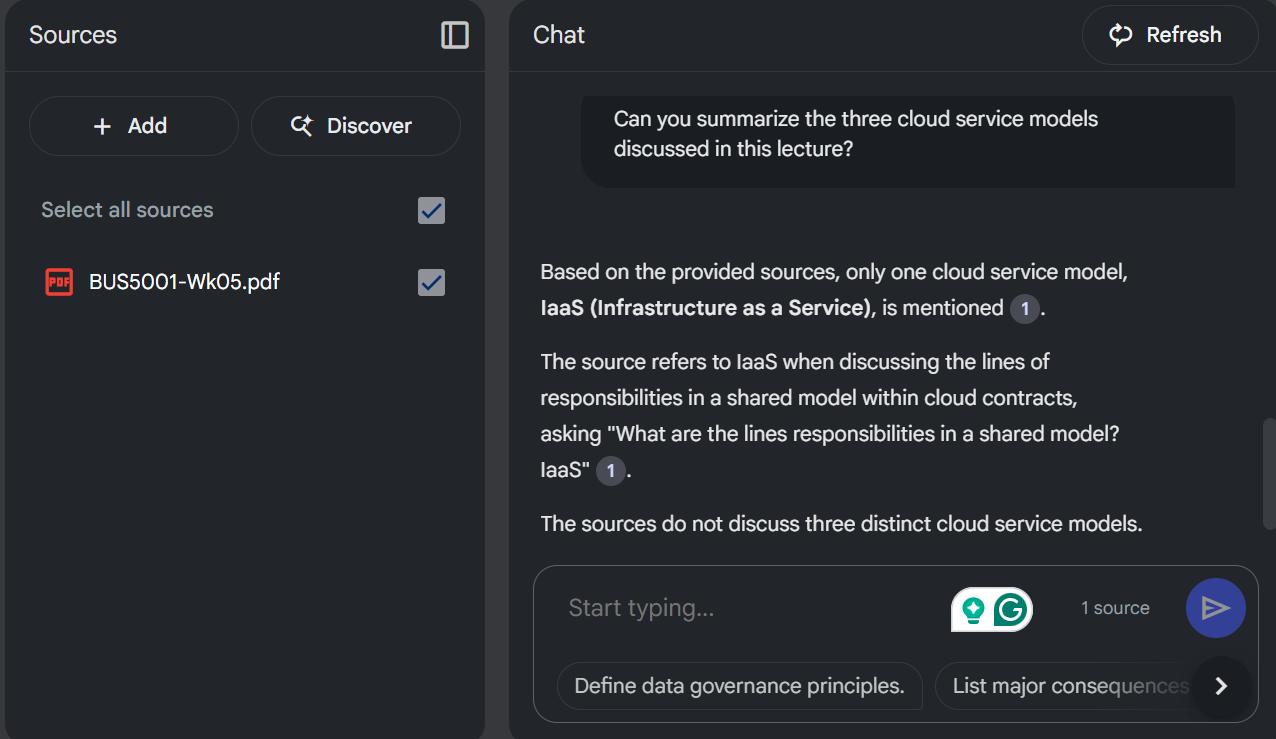 Sources
Add
Discover
Select all sources
PDF
BUS5001-Wk05.pdf
Chat
Refresh
Can you summarize the three cloud service models
discussed in this lecture?
Based on the provided sources, only one cloud service model,
IaaS (Infrastructure as a Service), is mentioned 1.
The source refers to IaaS when discussing the lines of
responsibilities in a shared model within cloud contracts,
asking "What are the lines responsibilities in a shared model?
IaaS" 1.
The sources do not discuss three distinct cloud service models.
Start typing...
G
1 source
Define data governance principles.
List major consequences